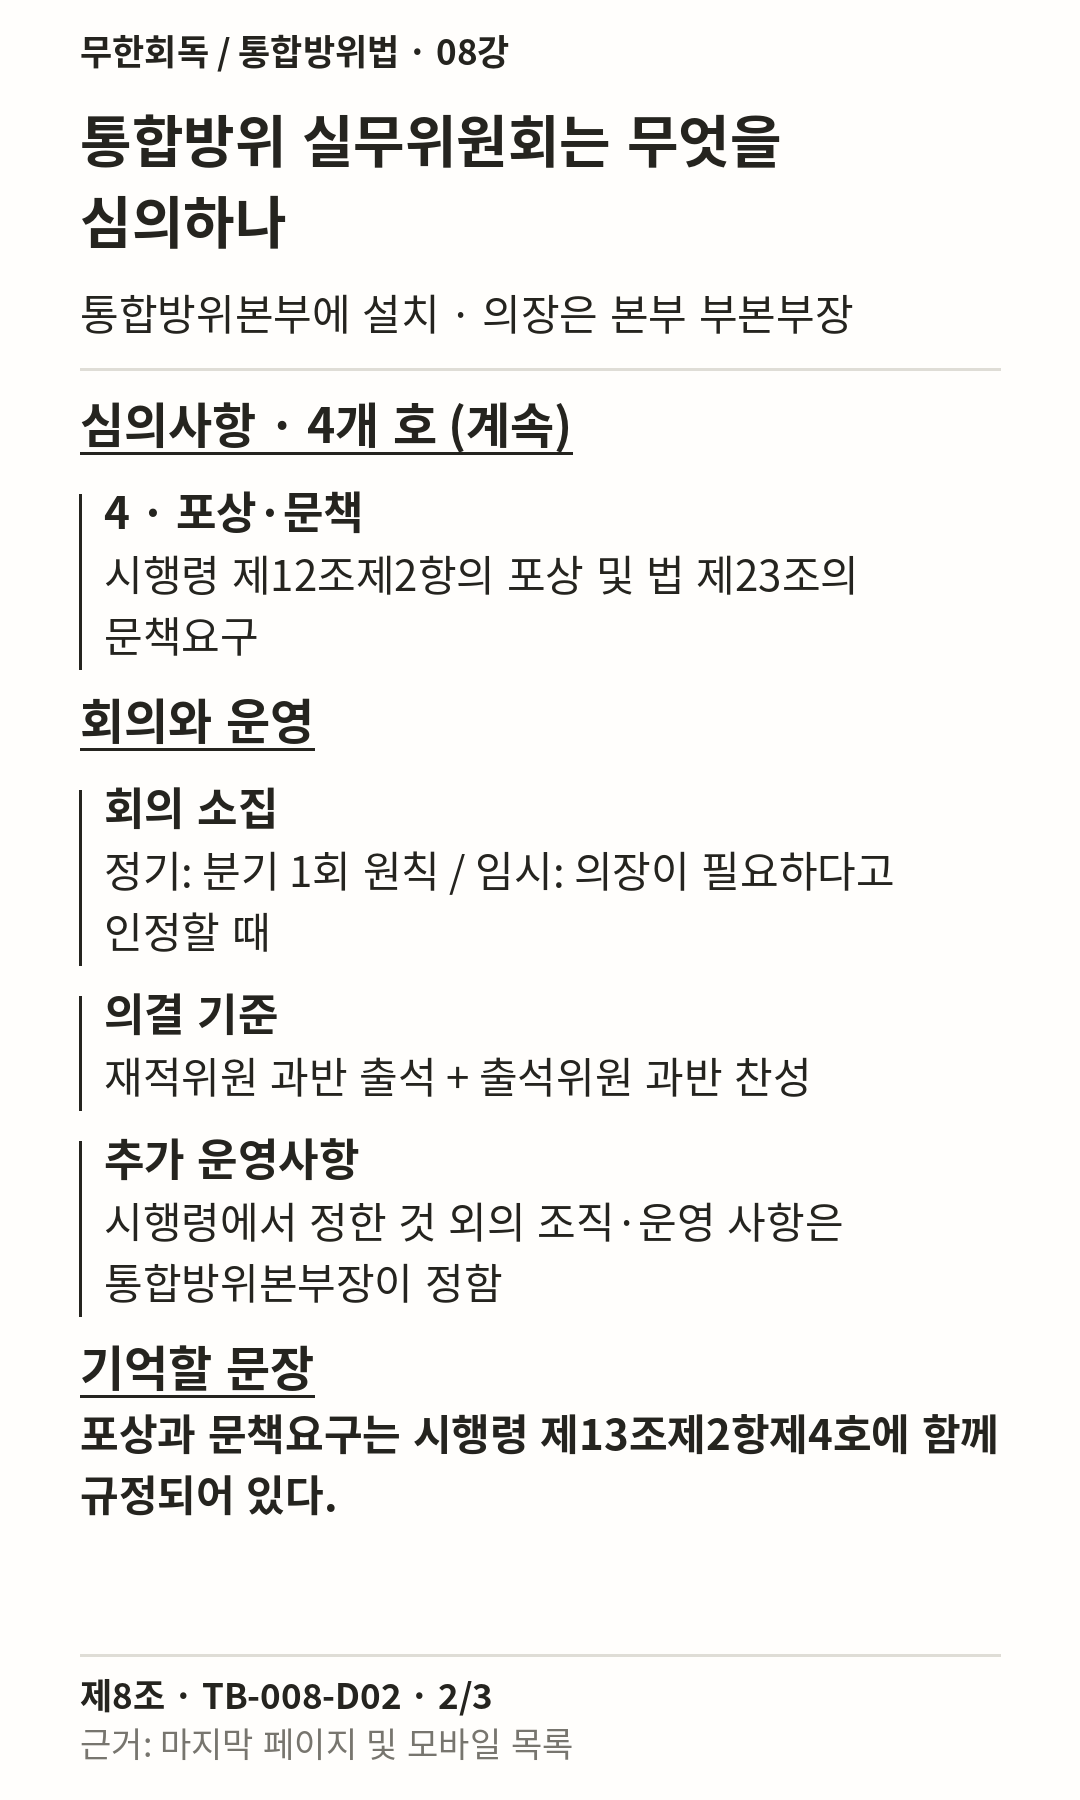 무한회독 / 통합방위법 · 08강
통합방위 실무위원회는 무엇을
심의하나
통합방위본부에 설치 · 의장은 본부 부본부장
심의사항 · 4개 호 (계속)
4 · 포상·문책
시행령 제12조제2항의 포상 및 법 제23조의
문책요구
회의와 운영
회의 소집
정기: 분기 1회 원칙 / 임시: 의장이 필요하다고
인정할 때
의결 기준
재적위원 과반 출석 + 출석위원 과반 찬성
추가 운영사항
시행령에서 정한 것 외의 조직·운영 사항은
통합방위본부장이 정함
기억할 문장
포상과 문책요구는 시행령 제13조제2항제4호에 함께
규정되어 있다.
제8조 · TB-008-D02 · 2/3
근거: 마지막 페이지 및 모바일 목록